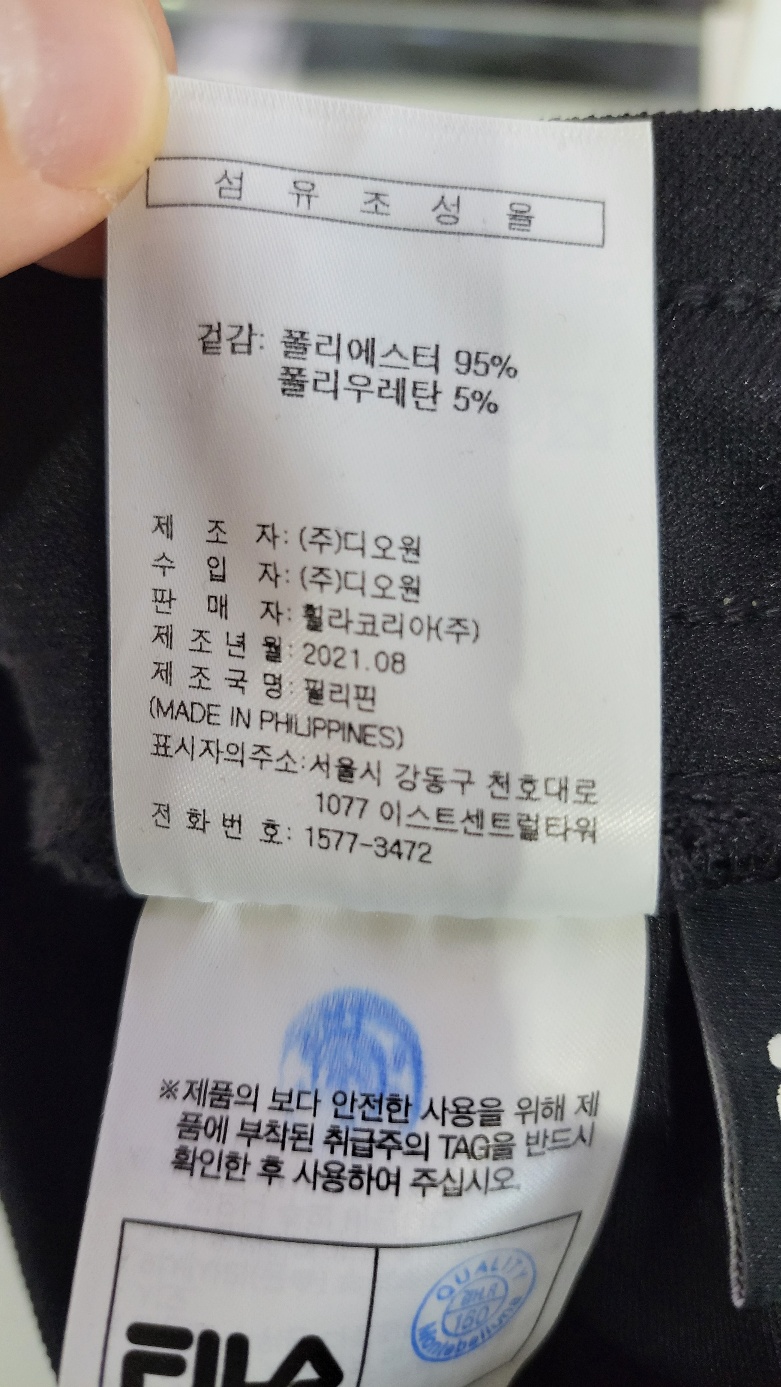 섬 유 조 성 율
겉감: 폴리에스터 95%
폴리우레탄 5%
제 조 자: (주)디오원
수 입 자: (주)디오원
판 매 자: 휠라코리아(주)
제 조 년 월: 2021.08
제 조 국 명: 필리핀
(MADE IN PHILIPPINES)
표시자의주소:서울시 강동구 천호대로
1077 이스트센트럴타워
전 화 번 호: 1577-3472
※제품의 보다 안전한 사용을 위해 제
품에 부착된 취급주의 TAG을 반드시
확인한 후 사용하여 주십시오.
QUALITY
160
FILA